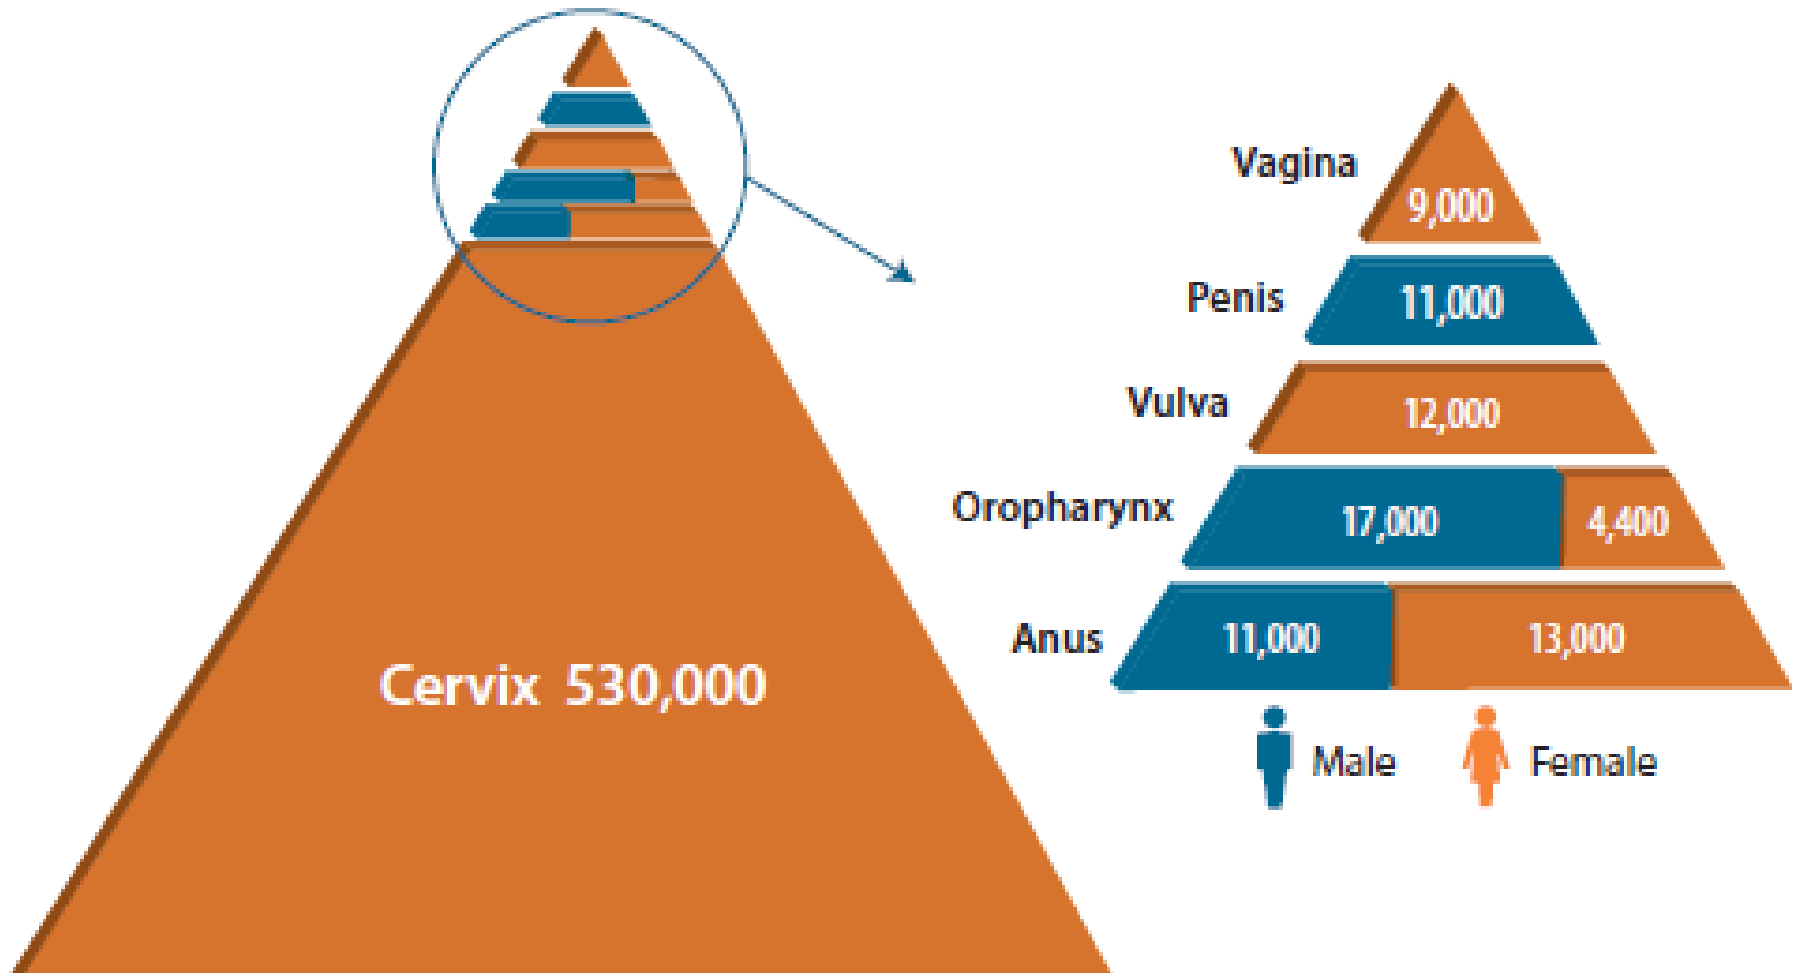 Cervix 530,000
Vagina
9,000
Penis
11,000
Vulva
12,000
Oropharynx
17,000
4,400
Anus
11,000
13,000
Male
Female